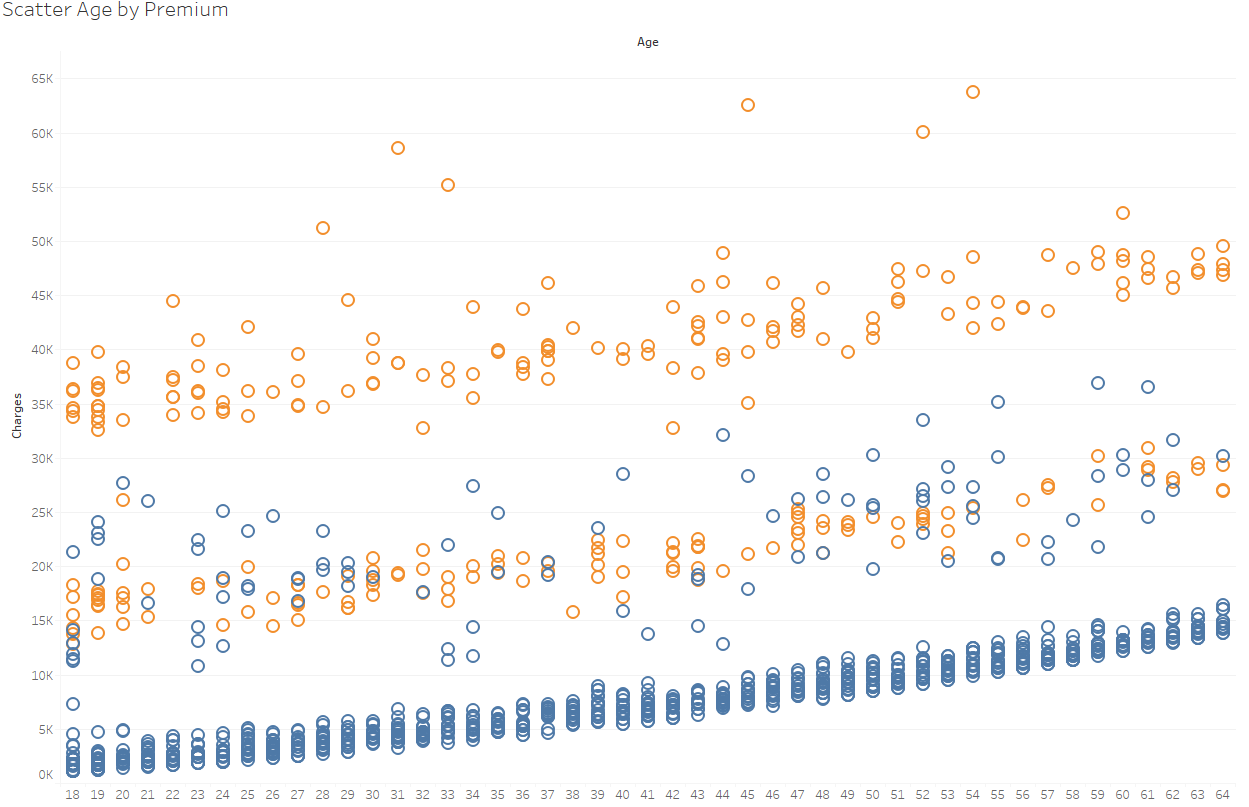 Scatter Age by Premium
Age
65K
60K
55K
50K
45K
40K
35K
30K
25K
20K
15K
10K
5K
0K
Charges
18 19 20 21 22 23 24 25 26 27 28 29 30 31 32 33 34 35 36 37 38 39 40 41 42 43 44 45 46 47 48 49 50 51 52 53 54 55 56 57 58 59 60 61 62 63 64